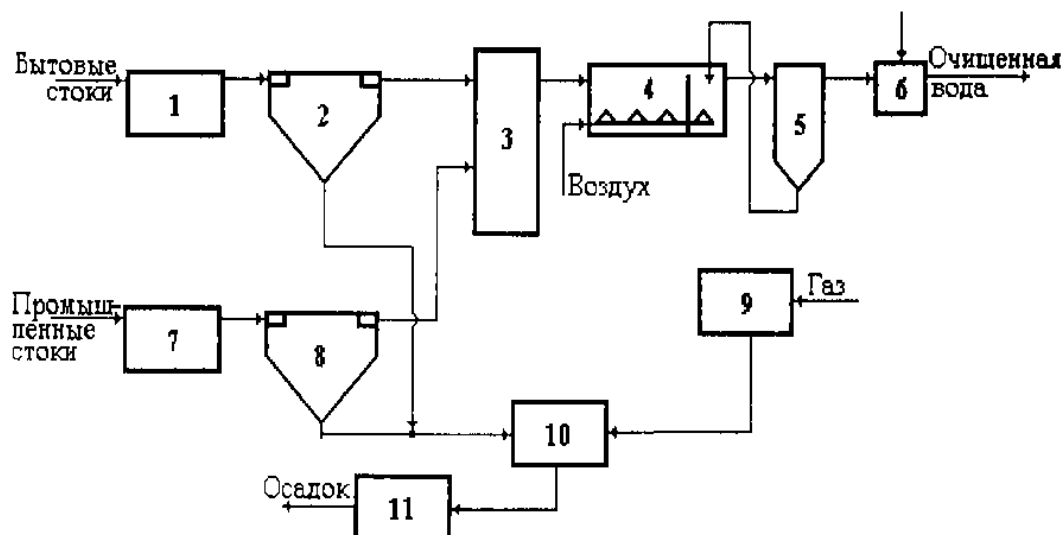 Бытовые
стоки
1
2
3
4
5
6
Очищенная
вода
Воздух
Промыш-
ленные
стоки
7
8
9
Газ
10
11
Осадок